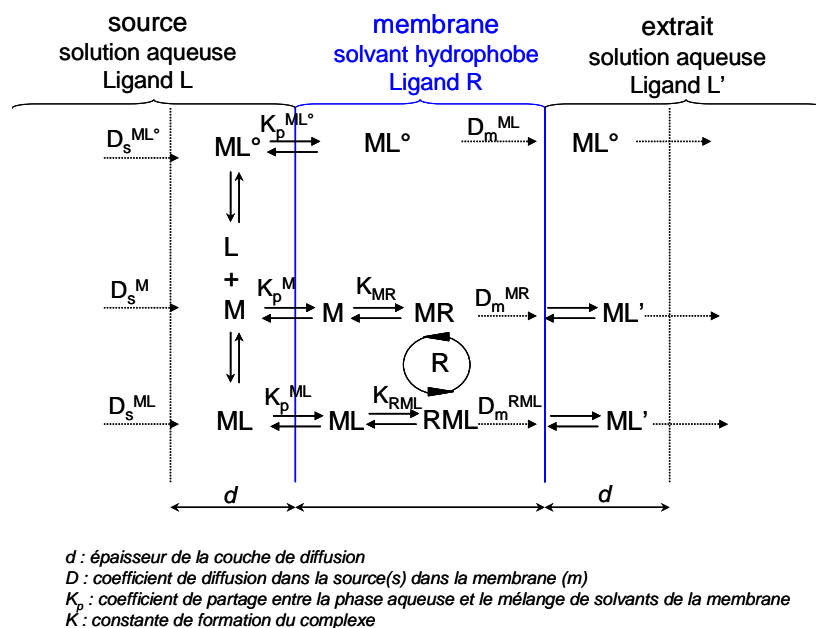 source
solution aqueuse
Ligand L
membrane
solvant hydrophobe
Ligand R
extrait
solution aqueuse
Ligand L'
D_s^ML° ML° K_p^ML° ML° D_m^ML ML°
L
+
D_s^M M K_p^M M K_MR MR D_m^MR ML'
R
D_s^ML ML K_p^ML ML K_RML RML D_m^RML ML'
d d
d : épaisseur de la couche de diffusion
D : coefficient de diffusion dans la source(s) dans la membrane (m)
K_p : coefficient de partage entre la phase aqueuse et le mélange de solvants de la membrane
K : constante de formation du complexe